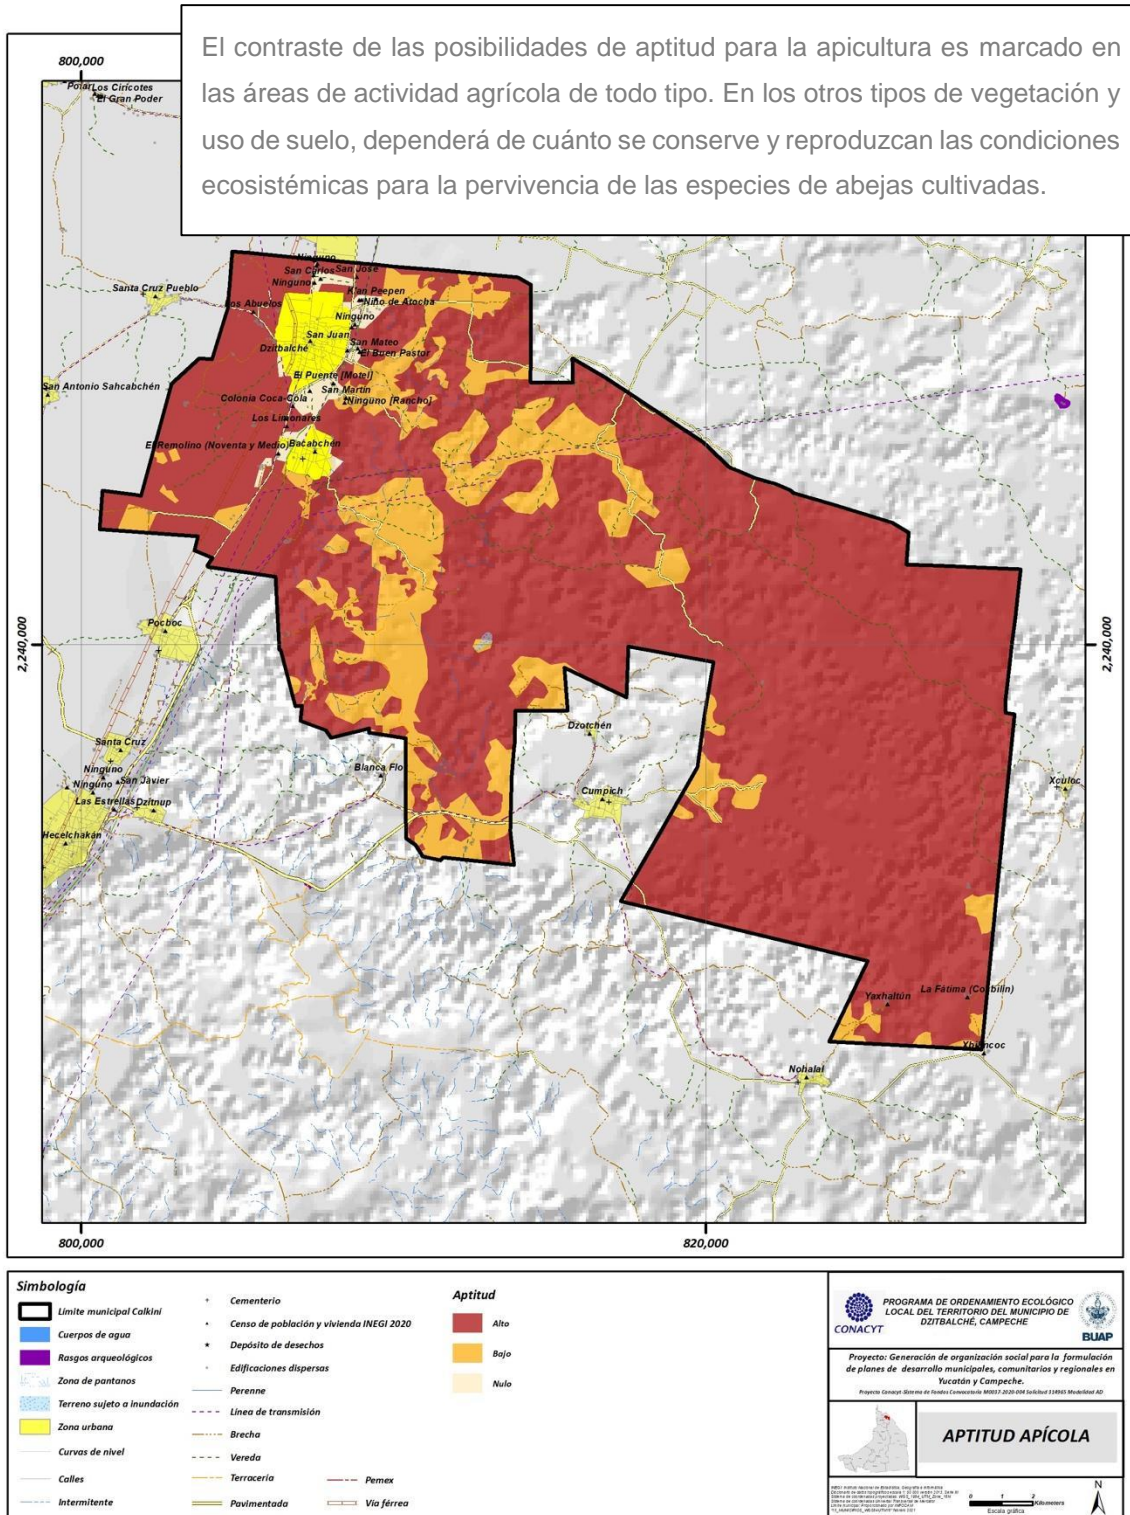 El contraste de las posibilidades de aptitud para la apicultura es marcado en
las áreas de actividad agrícola de todo tipo. En los otros tipos de vegetación y
uso de suelo, dependerá de cuánto se conserve y reproduzcan las condiciones
ecosistémicas para la pervivencia de las especies de abejas cultivadas.
800,000
Los Cirícotes
El Gran Poder
Ninguno
San Carlos
San José
Ninguno
Santa Cruz Pueblo
K'an Peepen
Niño de Atocha
Los Abuelos
Ninguno
San Juan
San Mateo
Dzitbalché
El Buen Pastor
El Puente [Motel]
San Antonio Sahcabchén
San Martín
Colonia Coca-Cola
Ninguno [Rancho]
Los Limonares
El Remolino (Noventa y Medio)
Bacabchén
Pocboc
2,240,000
2,240,000
Dzotchén
Santa Cruz
Blanca Flo
Ninguno
San Javier
Ninguno
Xculoc
Las Estrellas
Dzitnup
Cumpich
Hecelchakán
Yaxhaltún
Nohalal
800,000
820,000
Simbología
Limite municipal Calkiní
Cuerpos de agua
Rasgos arqueológicos
Zona de pantanos
Terreno sujeto a inundación
Zona urbana
Curvas de nivel
Calles
Intermitente
Cementerio
Censo de población y vivienda INEGI 2020
Depósito de desechos
Edificaciones dispersas
Perenne
Línea de transmisión
Brecha
Vereda
Terracería
Pavimentada
Pemex
Vía férrea
Aptitud
Alto
Bajo
Nulo
CONACYT
PROGRAMA DE ORDENAMIENTO ECOLÓGICO
LOCAL DEL TERRITORIO DEL MUNICIPIO DE
DZITBALCHÉ, CAMPECHE
BUAP
Proyecto: Generación de organización social para la formulación
de planes de desarrollo municipales, comunitarios y regionales en
Yucatán y Campeche.
APTITUD APÍCOLA
0 1 2
Kilometers
Escala gráfica
N